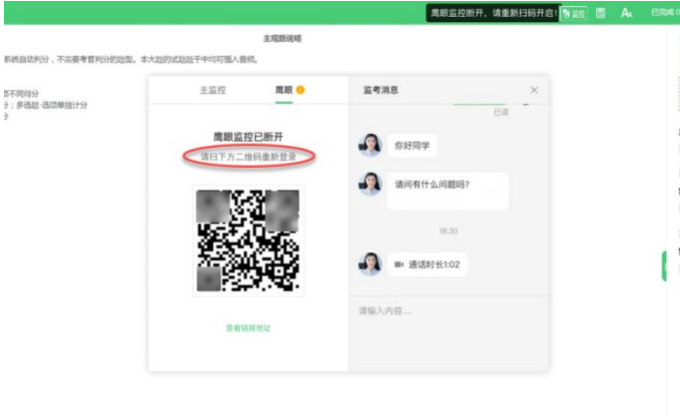 鹰眼监控断开，请重新扫码开启！
监控
已完成 0
主观题说明
系统自动判分，不需要考官判分的题型。本大题的试题题干中均可插入音频。
项不同得分
分；多选题-选项单独计分
分
主监控
鹰眼
鹰眼监控已断开
请扫下方二维码重新登录
查看链接地址
监考消息
已读
你好同学
请问有什么问题吗?
18:30
通话时长1:02
请输入内容...